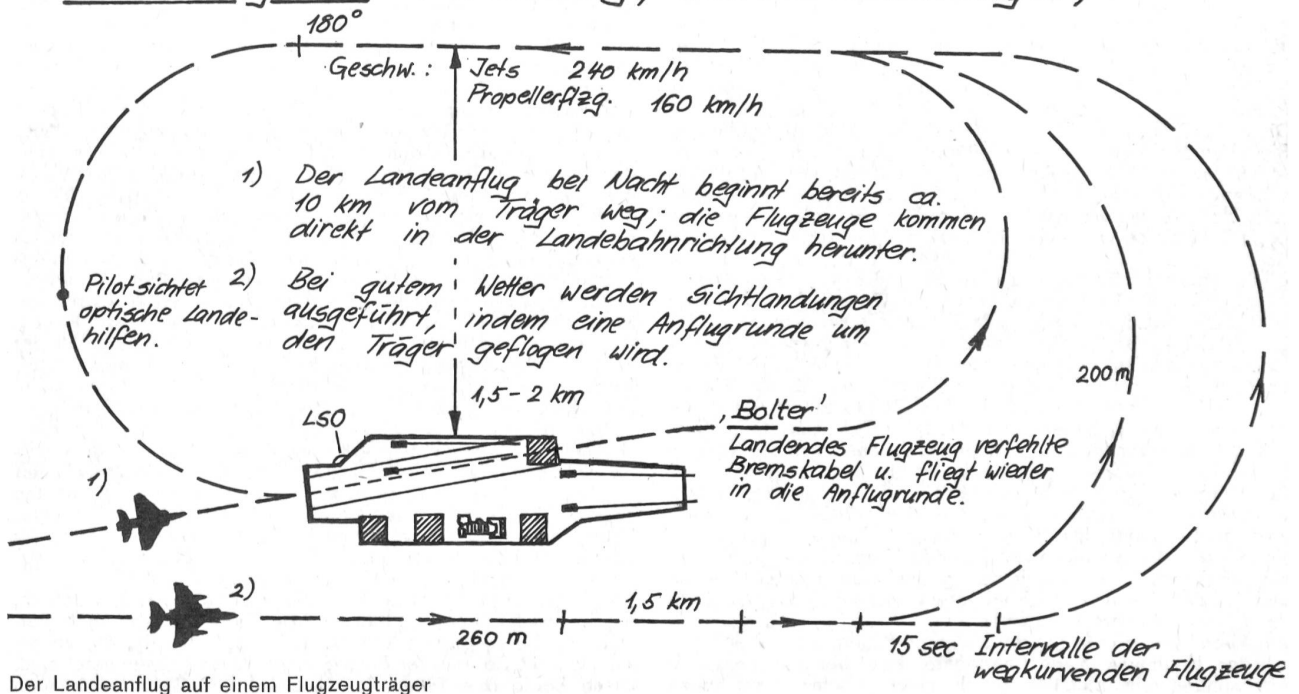 180°
Geschw.: Jets 240 km/h
Propellerflzg. 160 km/h
1) Der Landeanflug bei Nacht beginnt bereits ca.
10 km vom Träger weg; die Flugzeuge kommen
direkt in der Landebahnrichtung herunter.
Pilot sichtet
optische Lande-
hilfen.
2) Bei gutem Wetter werden Sichtlandungen
ausgeführt, indem eine Anflugrunde um
den Träger geflogen wird.
200 m
1,5-2 km
LSO
'Bolter'
Landendes Flugzeug verfehlte
Bremskabel u. fliegt wieder
in die Anflugrunde.
1)
2)
1,5 km
260 m
15 sec Intervalle der
wegkurvenden Flugzeuge
Der Landeanflug auf einem Flugzeugträger